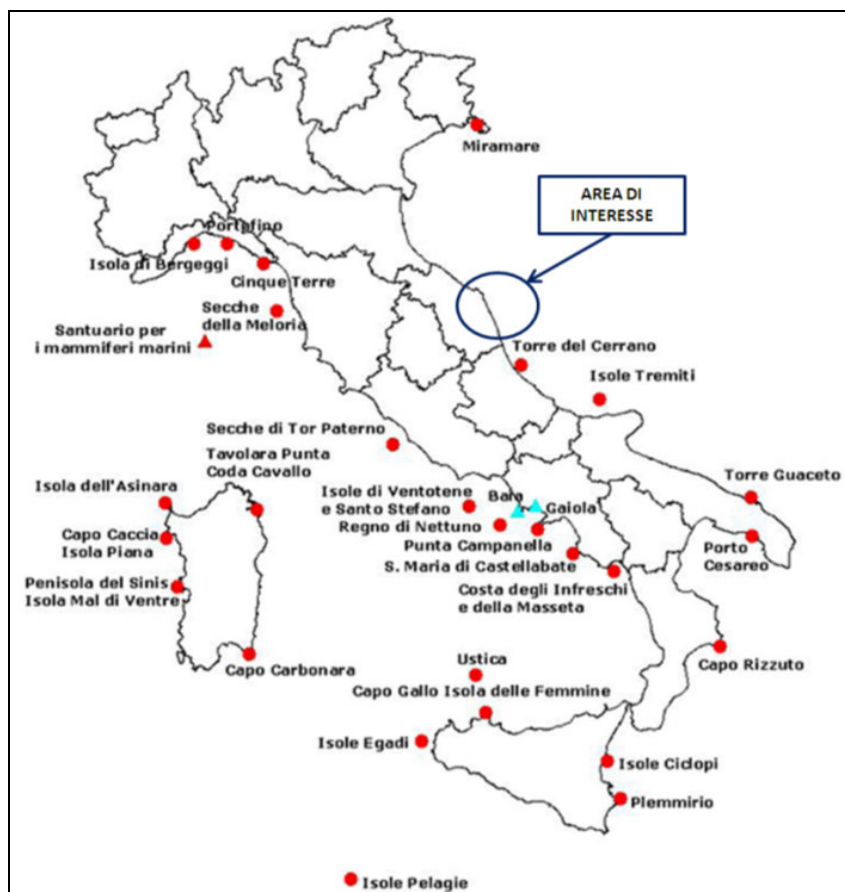 Miramare
AREA DI
INTERESSE
Portofino
Isola di Bergeggi
Cinque Terre
Secche
della Meloria
Santuario per
i mammiferi marini
Torre del Cerrano
Isole Tremiti
Secche di Tor Paterno
Tavolara Punta
Coda Cavallo
Isola dell'Asinara
Isole di Ventotene
e Santo Stefano
Baia
Gaiola
Torre Guaceto
Capo Caccia
Isola Piana
Regno di Nettuno
Punta Campanella
Porto
Cesareo
S. Maria di Castellabate
Penisola del Sinis
Isola Mal di Ventre
Costa degli Infreschi
e della Masseta
Capo Carbonara
Ustica
Capo Rizzuto
Capo Gallo Isola delle Femmine
Isole Egadi
Isole Ciclopi
Plemmirio
Isole Pelagie